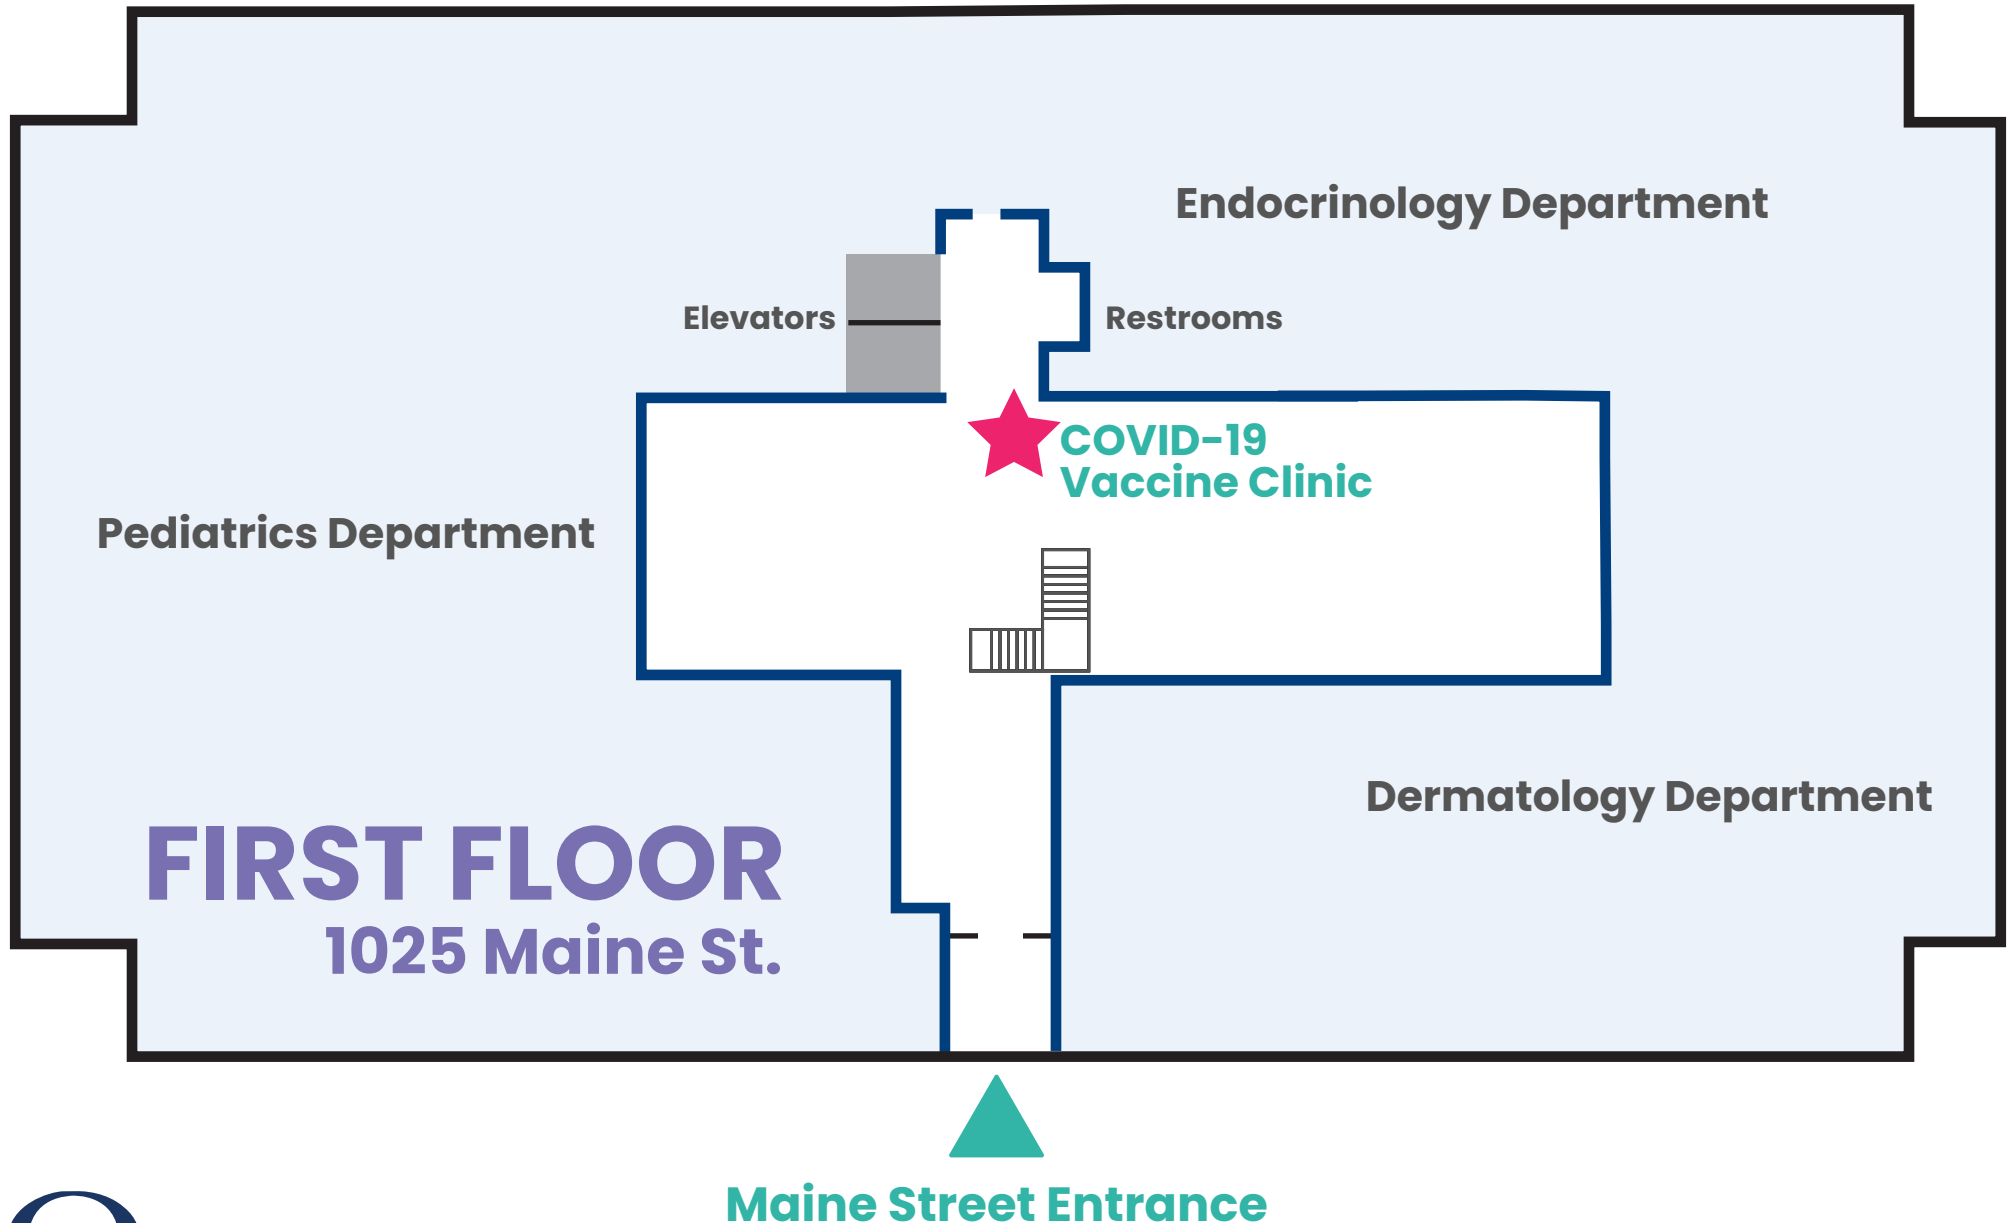 Endocrinology Department
Elevators
Restrooms
COVID-19
Vaccine Clinic
Pediatrics Department
Dermatology Department
FIRST FLOOR
1025 Maine St.
Maine Street Entrance